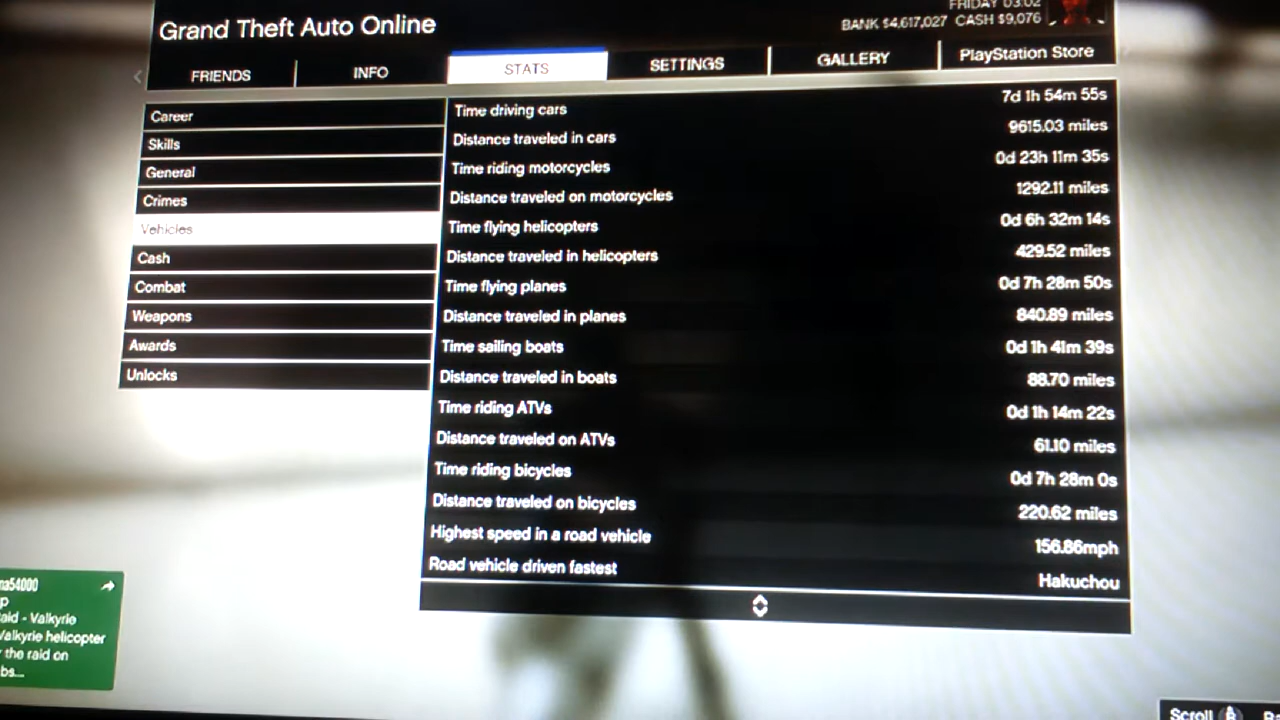 Grand Theft Auto Online
FRIDAY 03:02
BANK $4,617,027 CASH $9,076
FRIENDS
INFO
STATS
SETTINGS
GALLERY
PlayStation Store
Career
Skills
General
Crimes
Vehicles
Cash
Combat
Weapons
Awards
Unlocks
Time driving cars 7d 1h 54m 55s
Distance traveled in cars 9615.03 miles
Time riding motorcycles 0d 23h 11m 35s
Distance traveled on motorcycles 1292.11 miles
Time flying helicopters 0d 6h 32m 14s
Distance traveled in helicopters 429.52 miles
Time flying planes 0d 7h 28m 50s
Distance traveled in planes 840.89 miles
Time sailing boats 0d 1h 41m 39s
Distance traveled in boats 88.70 miles
Time riding ATVs 0d 1h 14m 22s
Distance traveled on ATVs 61.10 miles
Time riding bicycles 0d 7h 28m 0s
Distance traveled on bicycles 220.62 miles
Highest speed in a road vehicle 156.86mph
Road vehicle driven fastest Hakuchou
na54000
p
aid - Valkyrie
Valkyrie helicopter
the raid on
bs...
Scroll